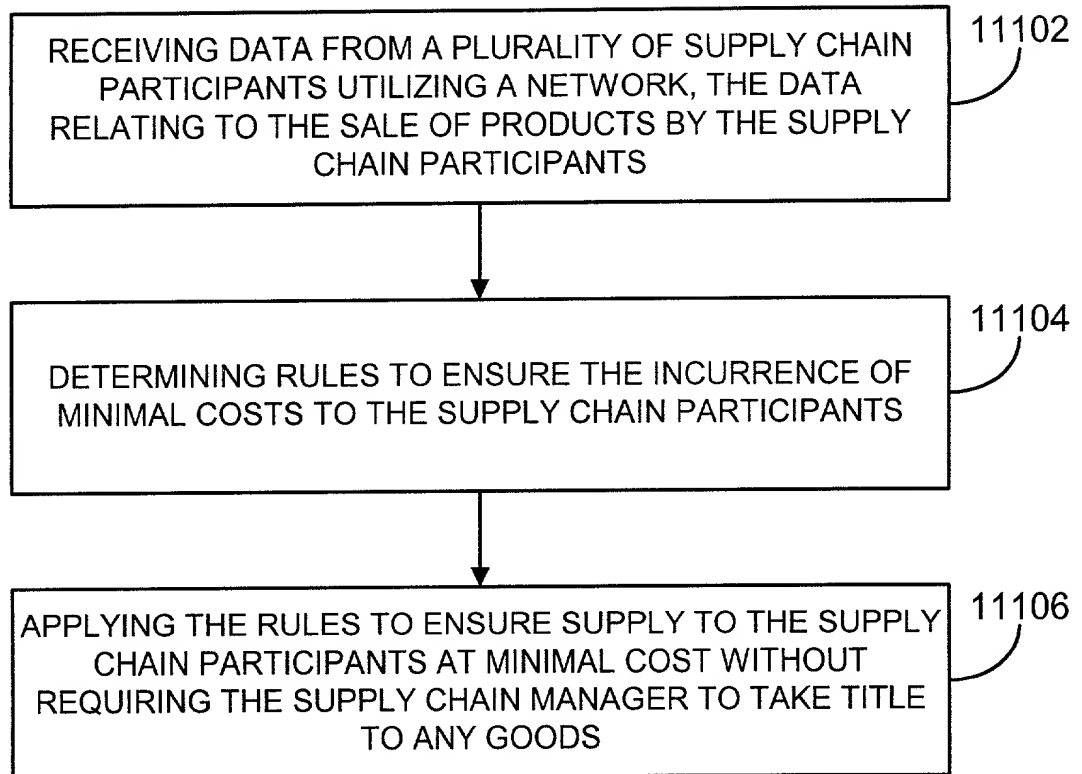 RECEIVING DATA FROM A PLURALITY OF SUPPLY CHAIN
PARTICIPANTS UTILIZING A NETWORK, THE DATA
RELATING TO THE SALE OF PRODUCTS BY THE SUPPLY
CHAIN PARTICIPANTS
11102
DETERMINING RULES TO ENSURE THE INCURRENCE OF
MINIMAL COSTS TO THE SUPPLY CHAIN PARTICIPANTS
11104
APPLYING THE RULES TO ENSURE SUPPLY TO THE SUPPLY
CHAIN PARTICIPANTS AT MINIMAL COST WITHOUT
REQUIRING THE SUPPLY CHAIN MANAGER TO TAKE TITLE
TO ANY GOODS
11106